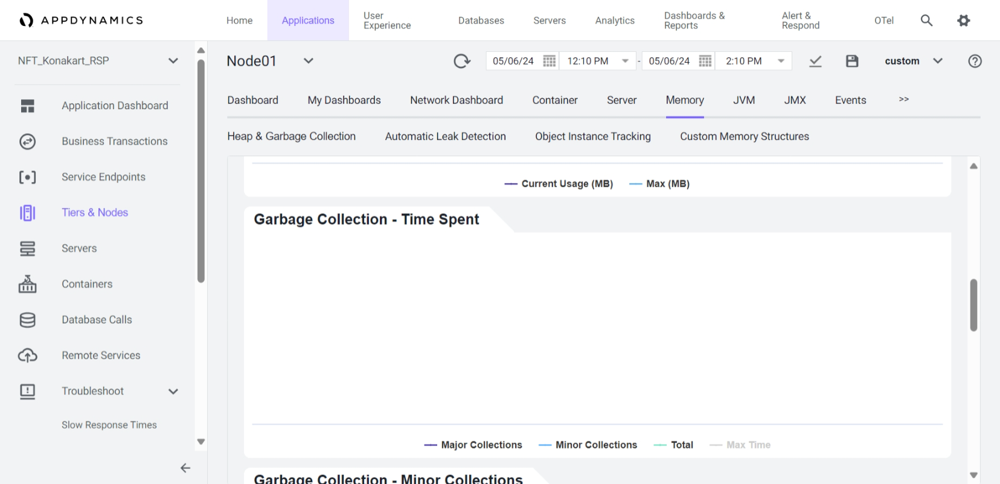 APPDYNAMICS
Home
Applications
User
Experience
Databases
Servers
Analytics
Dashboards &
Reports
Alert &
Respond
OTel
NFT_Konakart_RSP
Application Dashboard
Business Transactions
Service Endpoints
Tiers & Nodes
Servers
Containers
Database Calls
Remote Services
Troubleshoot
Slow Response Times
Node01
05/06/24 12:10 PM - 05/06/24 2:10 PM
custom
Dashboard My Dashboards Network Dashboard Container Server Memory JVM JMX Events >>
Heap & Garbage Collection Automatic Leak Detection Object Instance Tracking Custom Memory Structures
Current Usage (MB) Max (MB)
Garbage Collection - Time Spent
Major Collections Minor Collections Total Max Time
Garbage Collection - Minor Collections